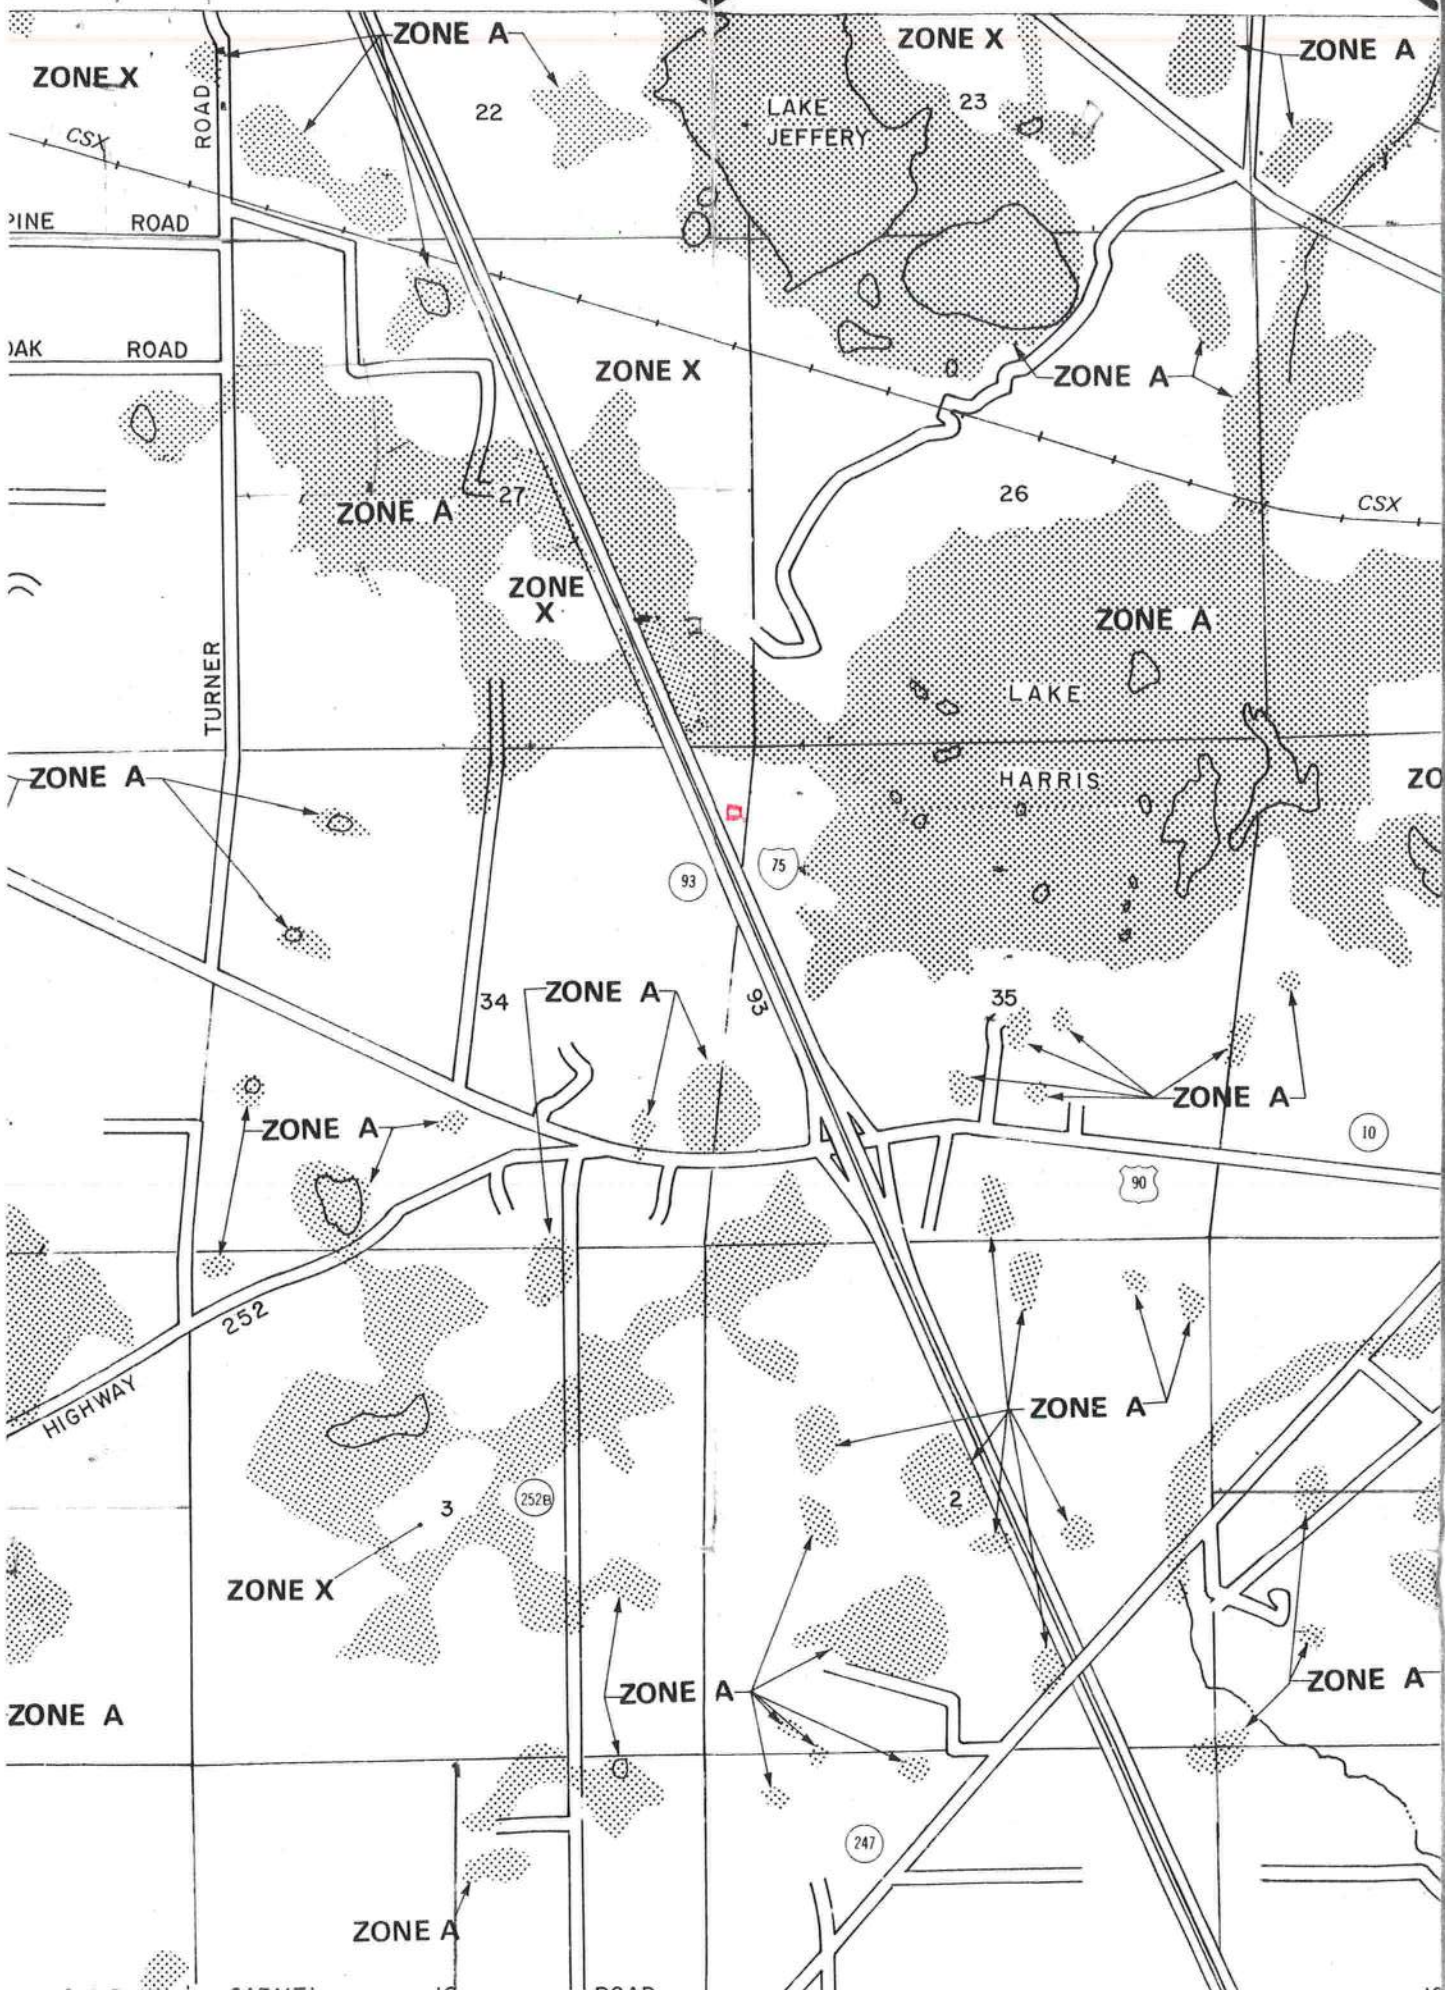 ZONE A
ZONE X
ZONE A
ZONE X
22
LAKE
JEFFERY
23
ROAD
CSX
PINE ROAD
OAK ROAD
ZONE X
ZONE A
27
26
CSX
ZONE A
ZONE
X
ZONE A
TURNER
LAKE
HARRIS
ZONE A
ZO
93
75
34
ZONE A
93
35
ZONE A
ZONE A
10
90
252
HIGHWAY
ZONE A
3
252B
2
ZONE X
ZONE A
ZONE A
ZONE A
247
ZONE A
ROAD